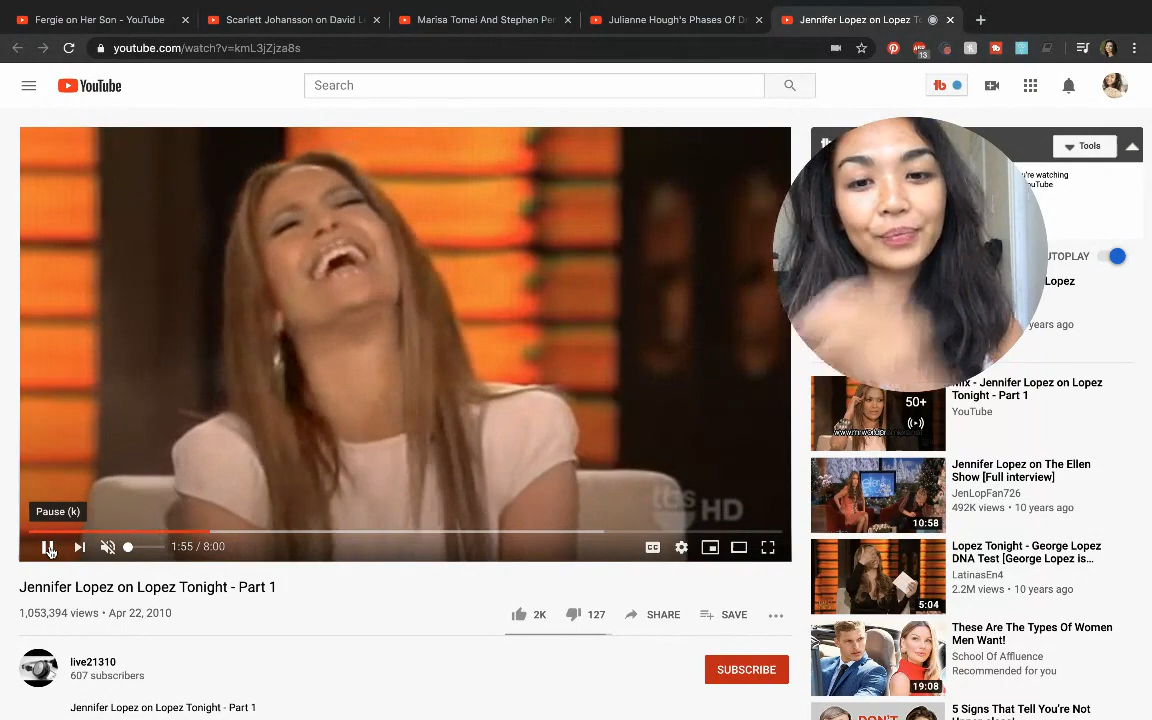 Fergie on Her Son - YouTube
Scarlett Johansson on David L
Marisa Tomei And Stephen Per
Julianne Hough's Phases Of D
Jennifer Lopez on Lopez T
youtube.com/watch?v=kmL3jZjza8s
13
YouTube
Search
tb
Tools
're watching
uTube
UTOPLAY
Lopez
years ago
tbs HD
Pause (k)
1:55 / 8:00
Mix - Jennifer Lopez on Lopez
Tonight - Part 1
YouTube
50+
Jennifer Lopez on The Ellen
Show [Full interview]
JenLopFan726
492K views • 10 years ago
10:58
Lopez Tonight - George Lopez
DNA Test [George Lopez is...
LatinasEn4
2.2M views • 10 years ago
5:04
These Are The Types Of Women
Men Want!
School Of Affluence
Recommended for you
19:08
5 Signs That Tell You're Not
DON'T
Jennifer Lopez on Lopez Tonight - Part 1
1,053,394 views • Apr 22, 2010
2K
127
SHARE
SAVE
live21310
607 subscribers
SUBSCRIBE
Jennifer Lopez on Lopez Tonight - Part 1